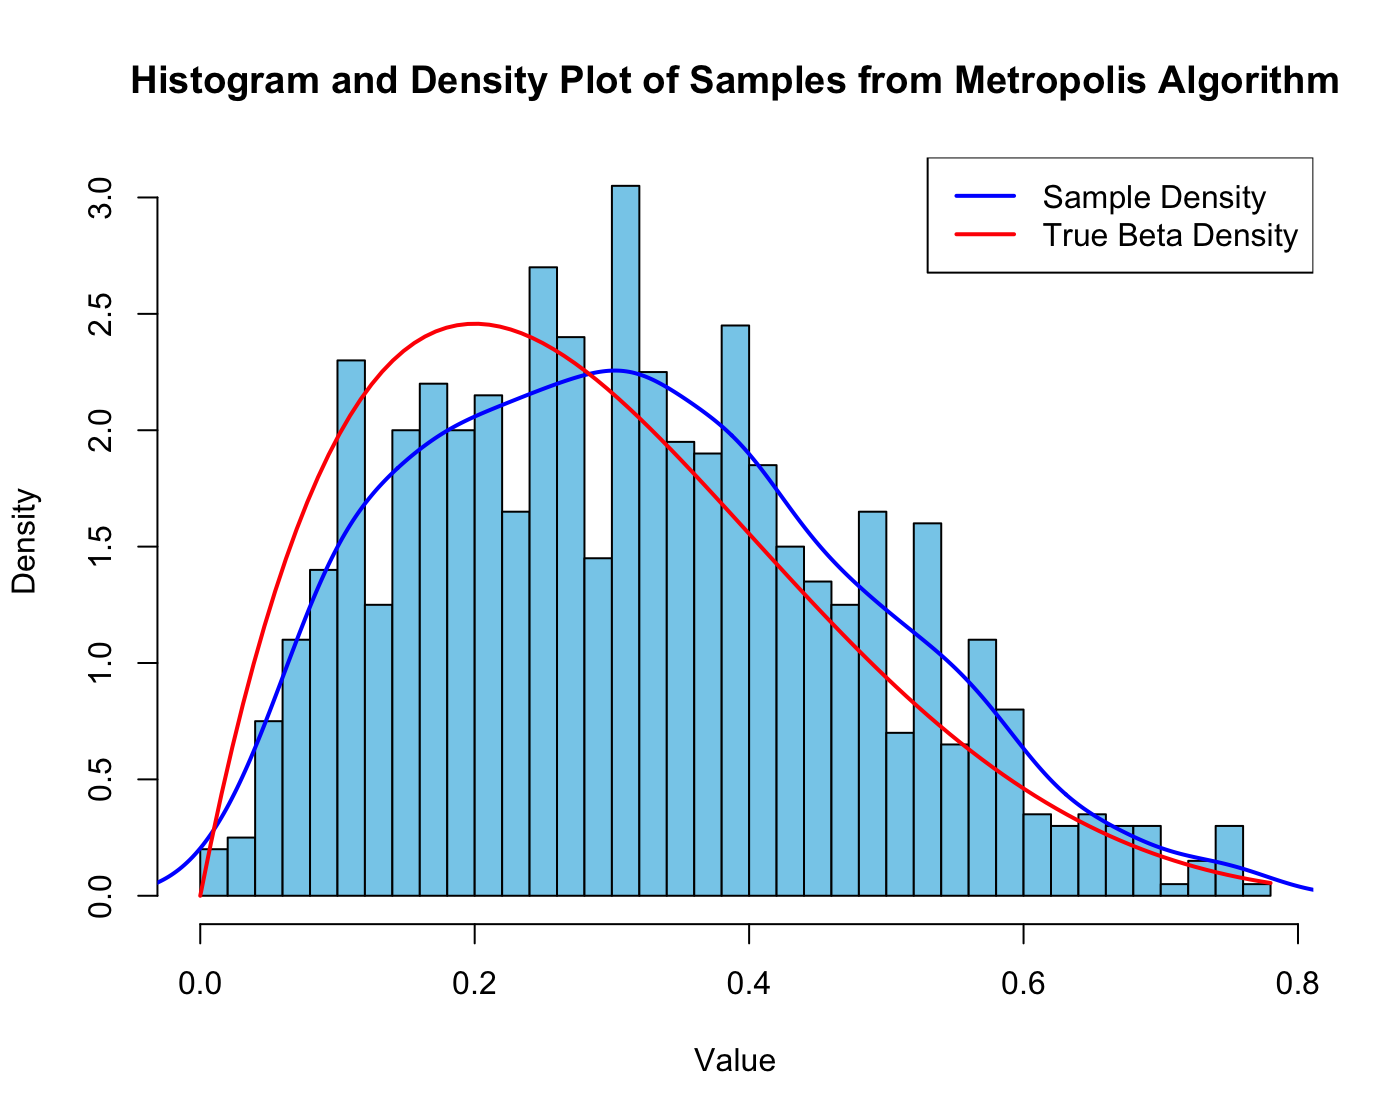 Histogram and Density Plot of Samples from Metropolis Algorithm
Sample Density
True Beta Density
Density
3.0
2.5
2.0
1.5
1.0
0.5
0.0
0.0 0.2 0.4 0.6 0.8
Value